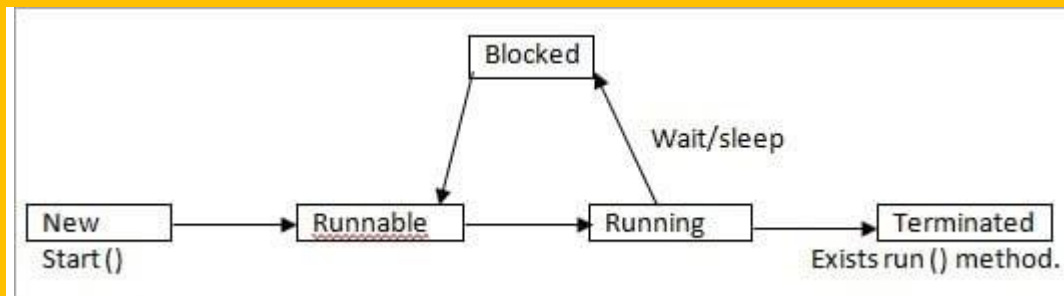 Blocked
Wait/sleep
New Runnable Running Terminated
Start () Exists run () method.